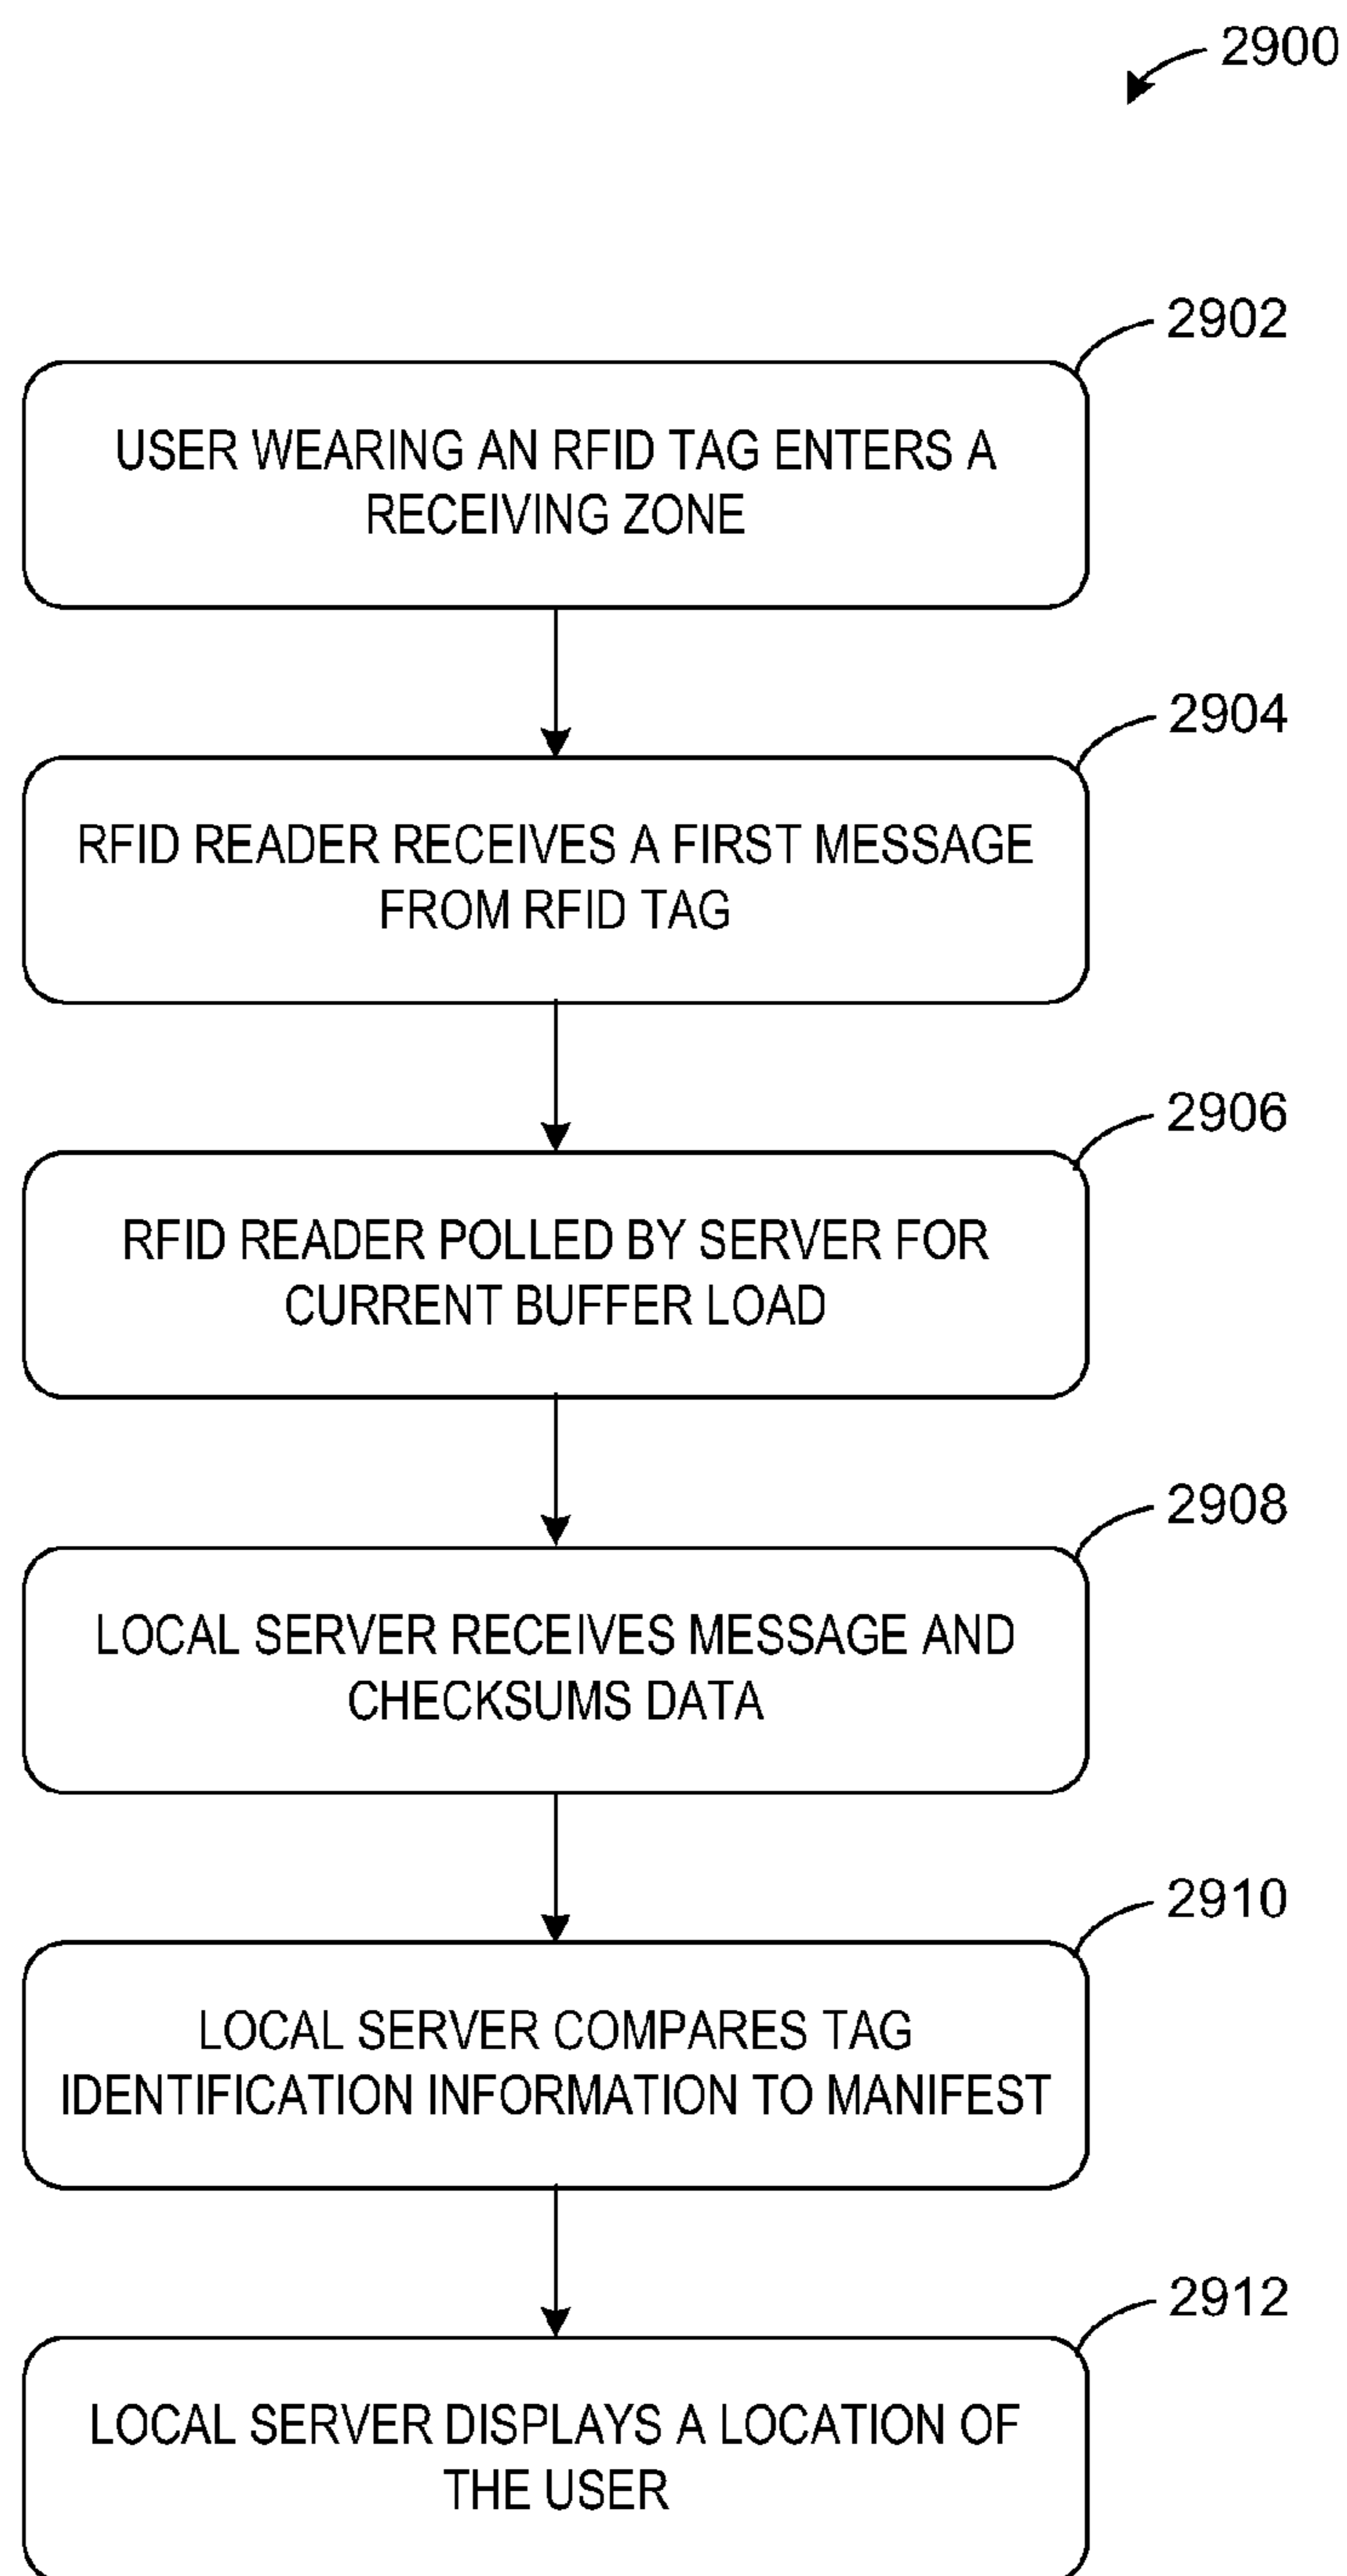 2900
2902
USER WEARING AN RFID TAG ENTERS A
RECEIVING ZONE
2904
RFID READER RECEIVES A FIRST MESSAGE
FROM RFID TAG
2906
RFID READER POLLED BY SERVER FOR
CURRENT BUFFER LOAD
2908
LOCAL SERVER RECEIVES MESSAGE AND
CHECKSUMS DATA
2910
LOCAL SERVER COMPARES TAG
IDENTIFICATION INFORMATION TO MANIFEST
2912
LOCAL SERVER DISPLAYS A LOCATION OF
THE USER